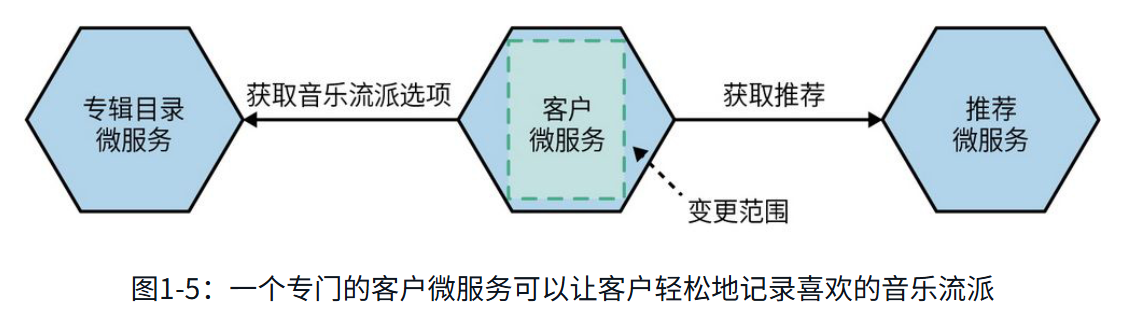 专辑目录
微服务
获取音乐流派选项
客户
微服务
获取推荐
推荐
微服务
变更范围
图1-5：一个专门的客户微服务可以让客户轻松地记录喜欢的音乐流派